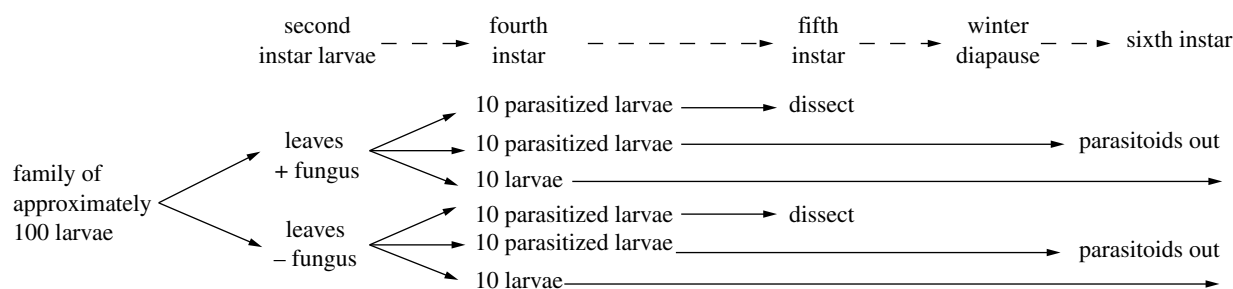 second
instar larvae
fourth
instar
fifth
instar
winter
diapause
sixth instar
family of
approximately
100 larvae
leaves
+ fungus
10 parasitized larvae
dissect
10 parasitized larvae
parasitoids out
10 larvae
leaves
– fungus
10 parasitized larvae
dissect
10 parasitized larvae
parasitoids out
10 larvae